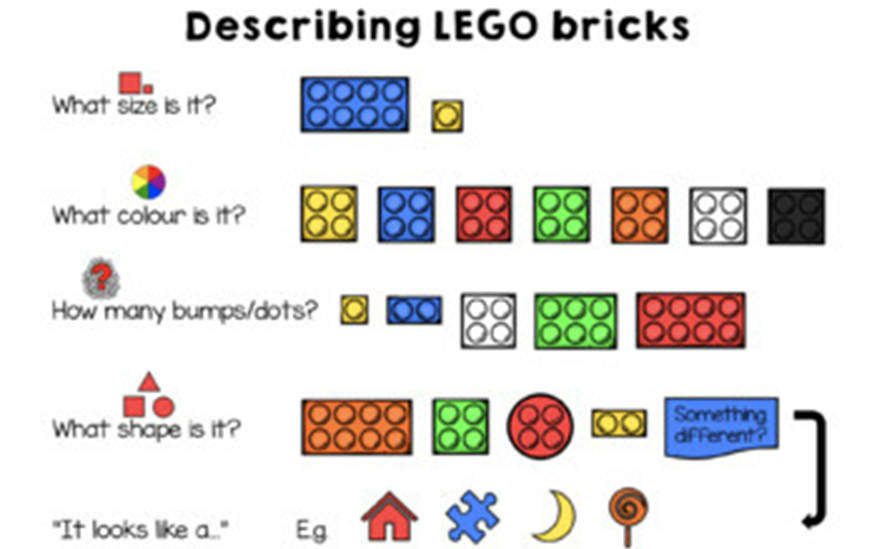 Describing LEGO bricks
What size is it?
What colour is it?
?
How many bumps/dots?
What shape is it?
Something
different?
"It looks like a..."
E.g.